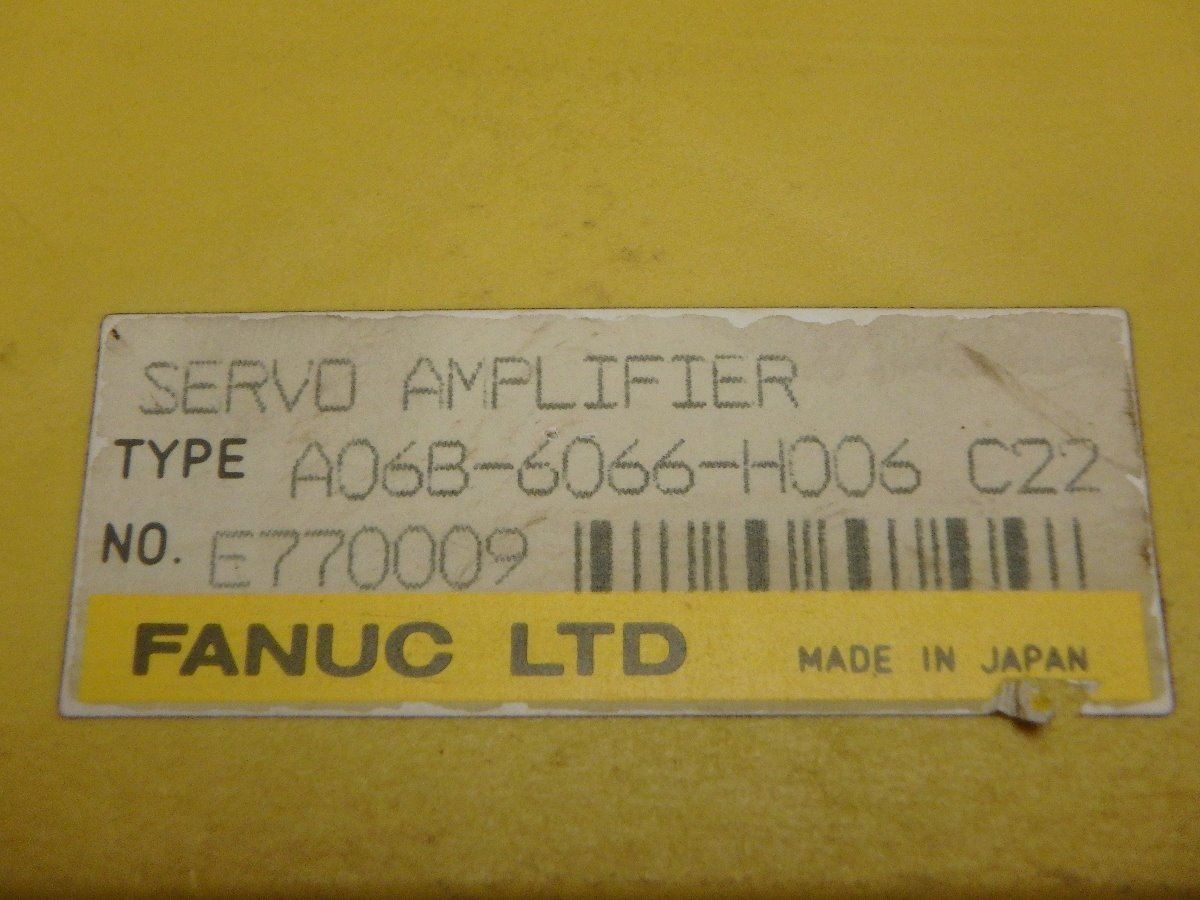 SERVO AMPLIFIER
TYPE A06B-6066-H006 C22
NO. E770009
FANUC LTD MADE IN JAPAN